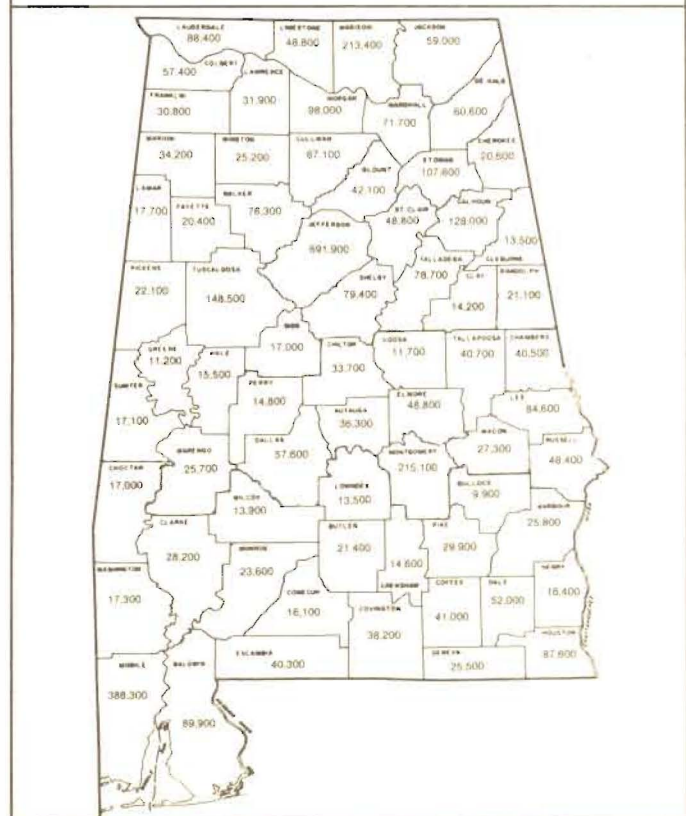 LAUDERDALE
88,400
LIMESTONE
46,800
MADISON
213,400
JACKSON
59,000
COLBERT
57,400
LAWRENCE
31,900
FRANKLIN
30,800
MORGAN
98,000
MARSHALL
71,700
DE KALB
60,600
CHEROKEE
20,600
MARION
34,200
WINSTON
25,200
CULLMAN
67,100
BLOUNT
42,100
ETOWAH
107,600
LAMAR
17,700
FAYETTE
20,400
WALKER
76,300
JEFFERSON
691,900
ST CLAIR
48,800
CALHOUN
128,000
13,500
CLEBURNE
PICKENS
22,100
TUSCALOOSA
148,500
SHELBY
79,400
TALLADEGA
78,700
CLAY
14,200
RANDOLPH
21,100
BIBB
17,000
GREENE
11,200
HALE
15,500
CHILTON
33,700
COOSA
11,700
TALLAPOOSA
40,700
CHAMBERS
40,500
SUMTER
17,100
PERRY
14,800
AUTAUGA
36,300
ELMORE
48,800
LEE
84,600
MACON
27,300
RUSSELL
48,400
MARENGO
25,700
DALLAS
57,600
MONTGOMERY
215,100
CHOCTAW
17,000
LOWNDES
13,500
BULLOCK
9,900
WILCOX
13,900
BARBOUR
25,800
CLARKE
28,200
BUTLER
21,400
14,600
CRENSHAW
PIKE
29,900
MONROE
23,600
WASHINGTON
17,300
CONECUH
16,100
COFFEE
41,000
DALE
52,000
HENRY
16,400
COVINGTON
38,200
HOUSTON
87,600
ESCAMBIA
40,300
GENEVA
25,500
MOBILE
388,300
BALDWIN
89,900